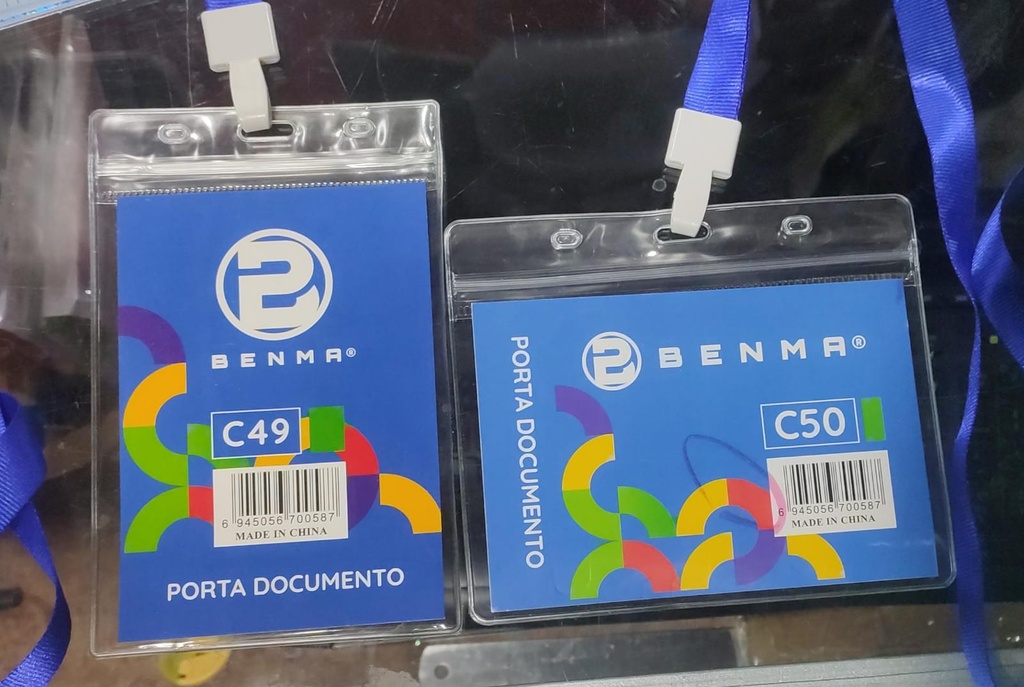 BENMA®
C49
6 945056 700587
MADE IN CHINA
PORTA DOCUMENTO
PORTA DOCUMENTO
BENMA®
C50
6 945056 700587
MADE IN CHINA